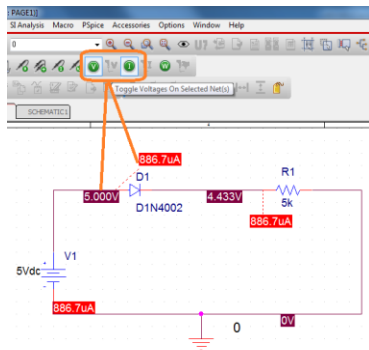 PAGE1)]
SI Analysis Macro PSpice Accessories Options Window Help
0
U?
V V I I W
Toggle Voltages On Selected Net(s)
SCHEMATIC1
886.7uA
D1
R1
5.000V
4.433V
D1N4002
5k
886.7uA
V1
5Vdc
886.7uA
0
0V